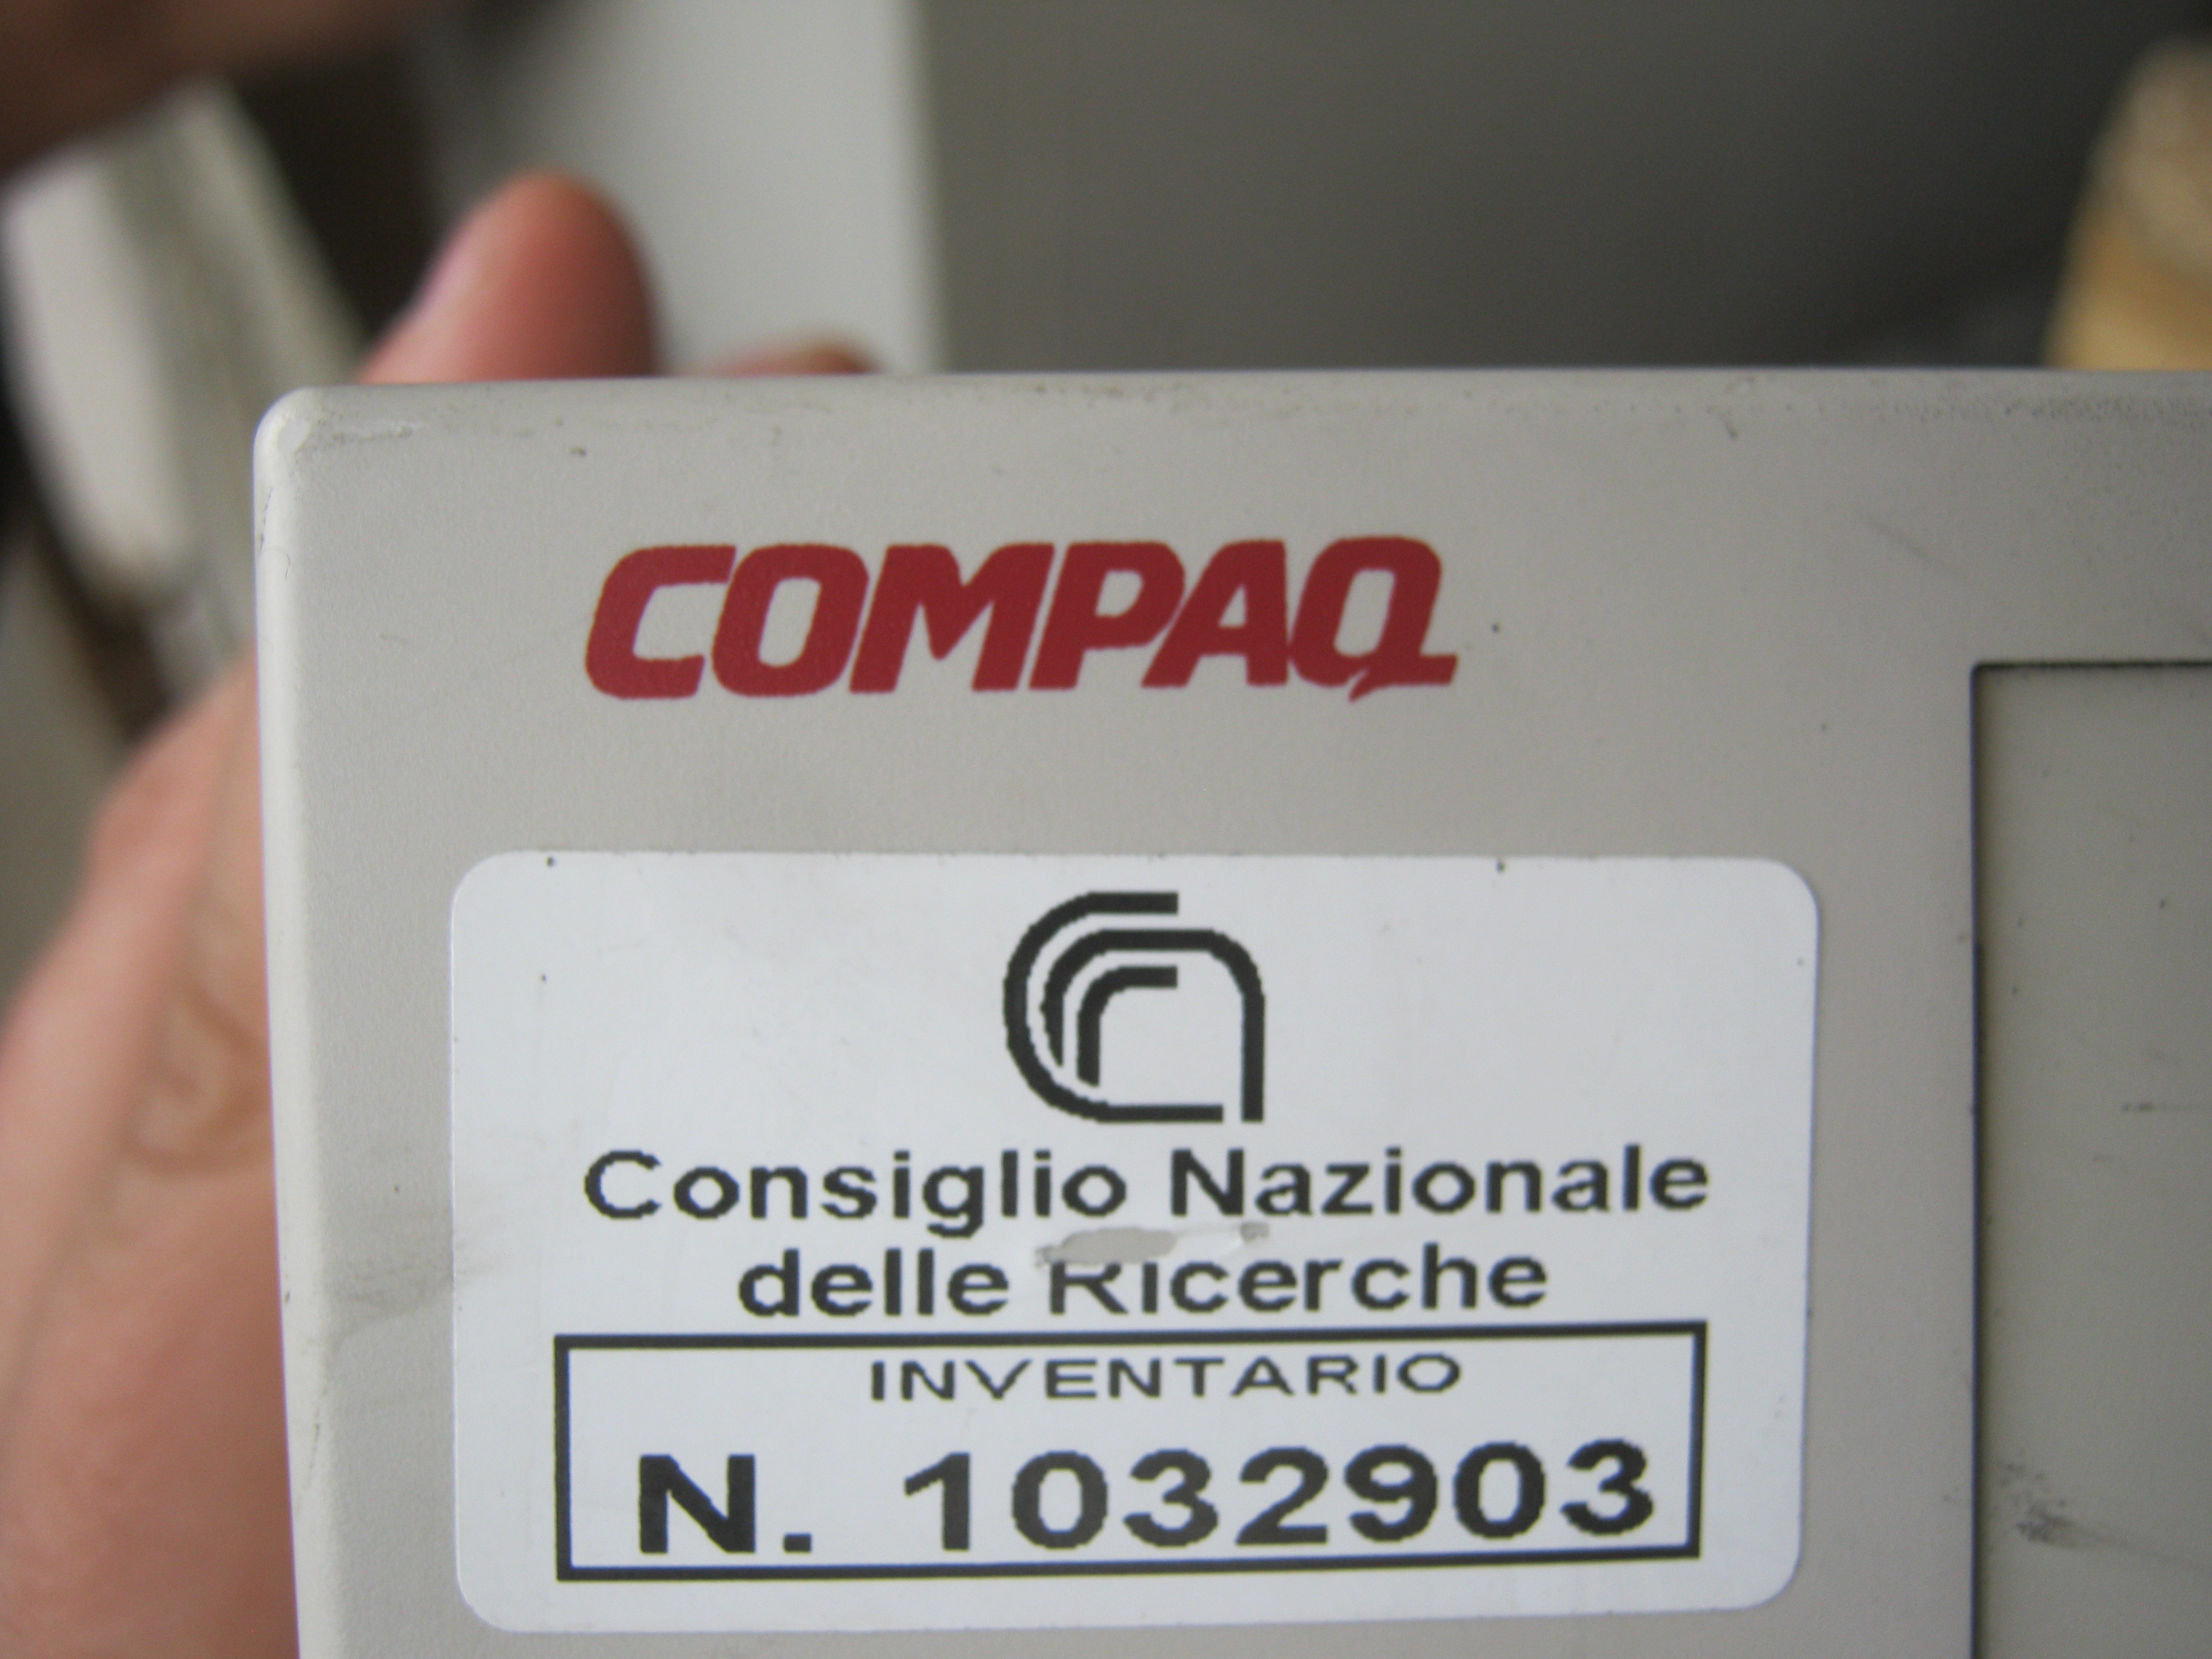 COMPAQ
Consiglio Nazionale
delle Ricerche
INVENTARIO
N. 1032903